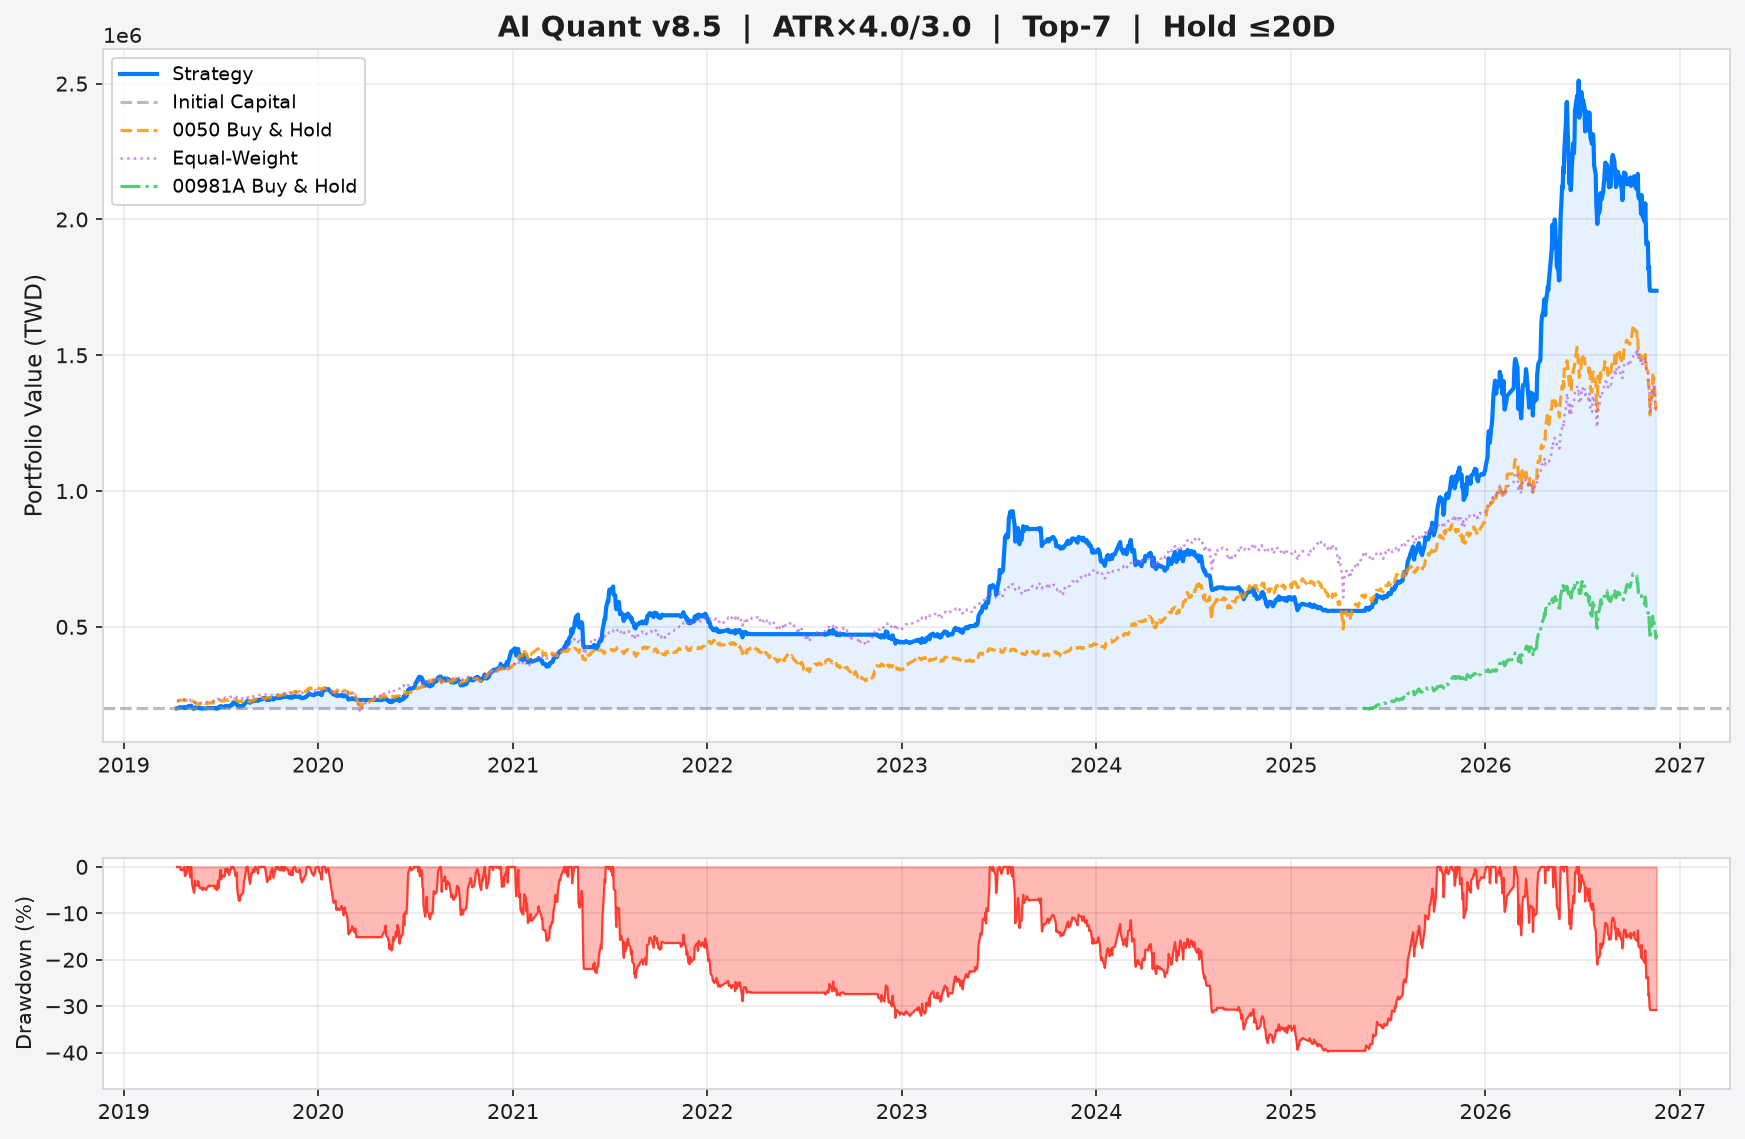 AI Quant v8.5 | ATR×4.0/3.0 | Top-7 | Hold ≤20D
1e6
Strategy
Initial Capital
0050 Buy & Hold
Equal-Weight
00981A Buy & Hold
Portfolio Value (TWD)
2.5
2.0
1.5
1.0
0.5
2019 2020 2021 2022 2023 2024 2025 2026 2027
Drawdown (%)
0
−10
−20
−30
−40
2019 2020 2021 2022 2023 2024 2025 2026 2027